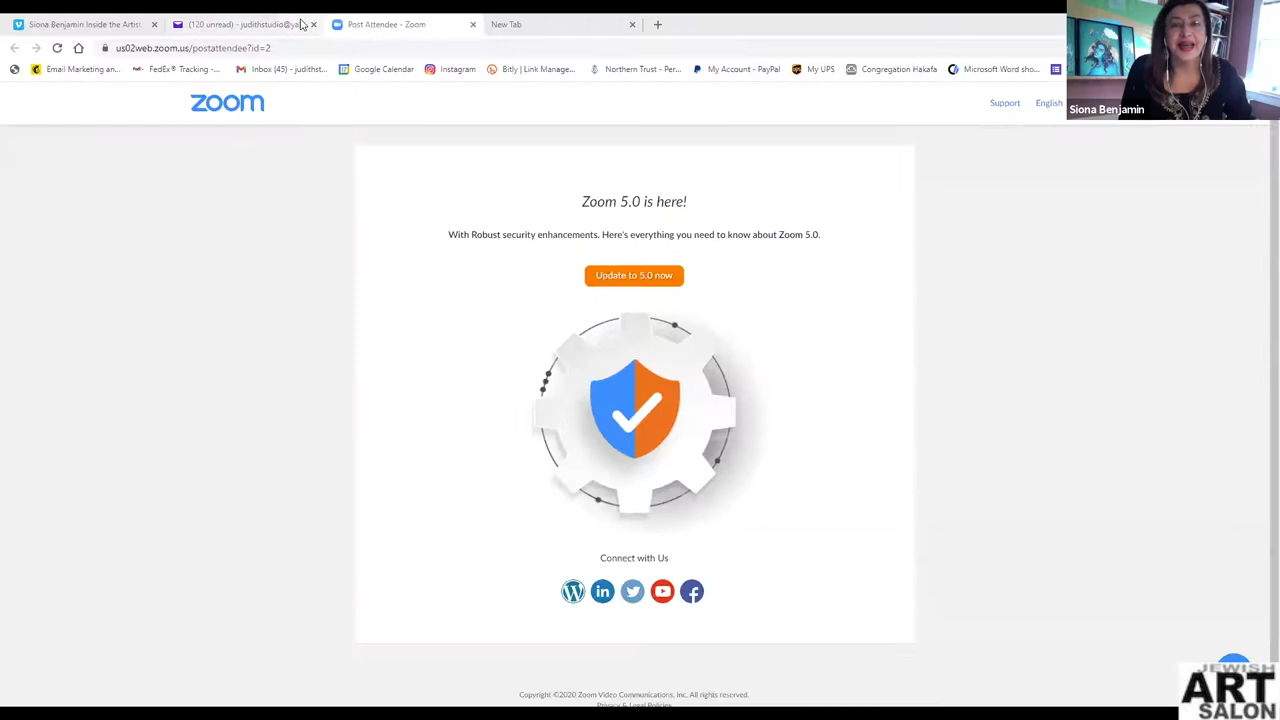 Siona Benjamin Inside the Artist
(120 unread) - judithstudio@ya
Post Attendee - Zoom
New Tab
us02web.zoom.us/postattendee?id=2
Email Marketing an...
FedEx® Tracking -...
Inbox (45) - judithst...
Google Calendar
Instagram
Bitly | Link Manage...
Northern Trust - Per...
My Account - PayPal
My UPS
Congregation Hakafa
Microsoft Word sho...
Siona Benjamin
zoom
Support
English
Zoom 5.0 is here!
With Robust security enhancements. Here's everything you need to know about Zoom 5.0.
Update to 5.0 now
Connect with Us
Copyright ©2020 Zoom Video Communications, Inc. All rights reserved.
Privacy & Legal Policies
JEWISH
ART
SALON